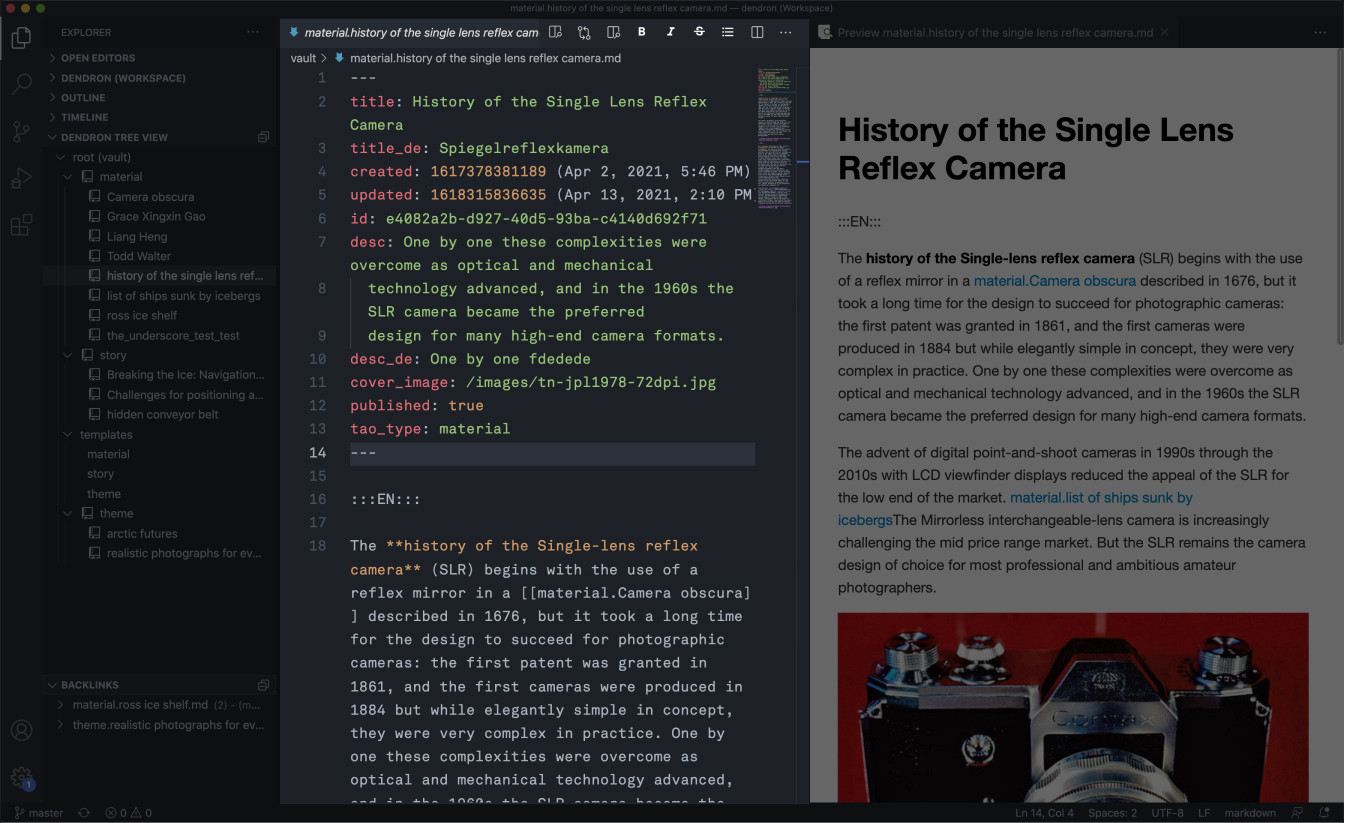 material.history of the single lens reflex camera.md — dendron (Workspace)
EXPLORER
OPEN EDITORS
DENDRON (WORKSPACE)
OUTLINE
TIMELINE
DENDRON TREE VIEW
root (vault)
material
Camera obscura
Grace Xingxin Gao
Liang Heng
Todd Walter
history of the single lens ref...
list of ships sunk by icebergs
ross ice shelf
the_underscore_test_test
story
Breaking the Ice: Navigation...
Challenges for positioning a...
hidden conveyor belt
templates
material
story
theme
theme
arctic futures
realistic photographs for ev...
BACKLINKS
material.ross ice shelf.md (2) - (m...
theme.realistic photographs for ev...
1
material.history of the single lens reflex cam
B I S
vault > material.history of the single lens reflex camera.md
1 ---
2 title: History of the Single Lens Reflex
Camera
3 title_de: Spiegelreflexkamera
4 created: 1617378381189 (Apr 2, 2021, 5:46 PM)
5 updated: 1618315836635 (Apr 13, 2021, 2:10 PM
6 id: e4082a2b-d927-40d5-93ba-c4140d692f71
7 desc: One by one these complexities were
overcome as optical and mechanical
8 technology advanced, and in the 1960s the
SLR camera became the preferred
9 design for many high-end camera formats.
10 desc_de: One by one fdedede
11 cover_image: /images/tn-jpl1978-72dpi.jpg
12 published: true
13 tao_type: material
14 ---
15
16 :::EN:::
17
18 The **history of the Single-lens reflex
camera** (SLR) begins with the use of a
reflex mirror in a [[material.Camera obscura]
] described in 1676, but it took a long time
for the design to succeed for photographic
cameras: the first patent was granted in
1861, and the first cameras were produced in
1884 but while elegantly simple in concept,
they were very complex in practice. One by
one these complexities were overcome as
optical and mechanical technology advanced,
and in the 1960s the SLR camera became the
Preview material.history of the single lens reflex camera.md
History of the Single Lens
Reflex Camera
:::EN:::
The history of the Single-lens reflex camera (SLR) begins with the use
of a reflex mirror in a material.Camera obscura described in 1676, but it
took a long time for the design to succeed for photographic cameras:
the first patent was granted in 1861, and the first cameras were
produced in 1884 but while elegantly simple in concept, they were very
complex in practice. One by one these complexities were overcome as
optical and mechanical technology advanced, and in the 1960s the SLR
camera became the preferred design for many high-end camera formats.
The advent of digital point-and-shoot cameras in 1990s through the
2010s with LCD viewfinder displays reduced the appeal of the SLR for
the low end of the market. material.list of ships sunk by
icebergsThe Mirrorless interchangeable-lens camera is increasingly
challenging the mid price range market. But the SLR remains the camera
design of choice for most professional and ambitious amateur
photographers.
Contax
master 0 0
Ln 14, Col 4 Spaces: 2 UTF-8 LF markdown